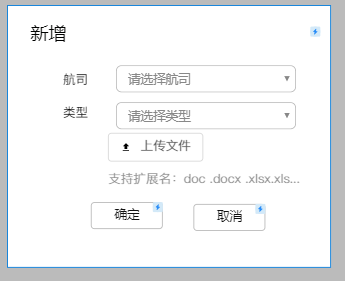 新增
航司 请选择航司
类型 请选择类型
上传文件
支持扩展名：doc .docx .xlsx.xls...
确定 取消